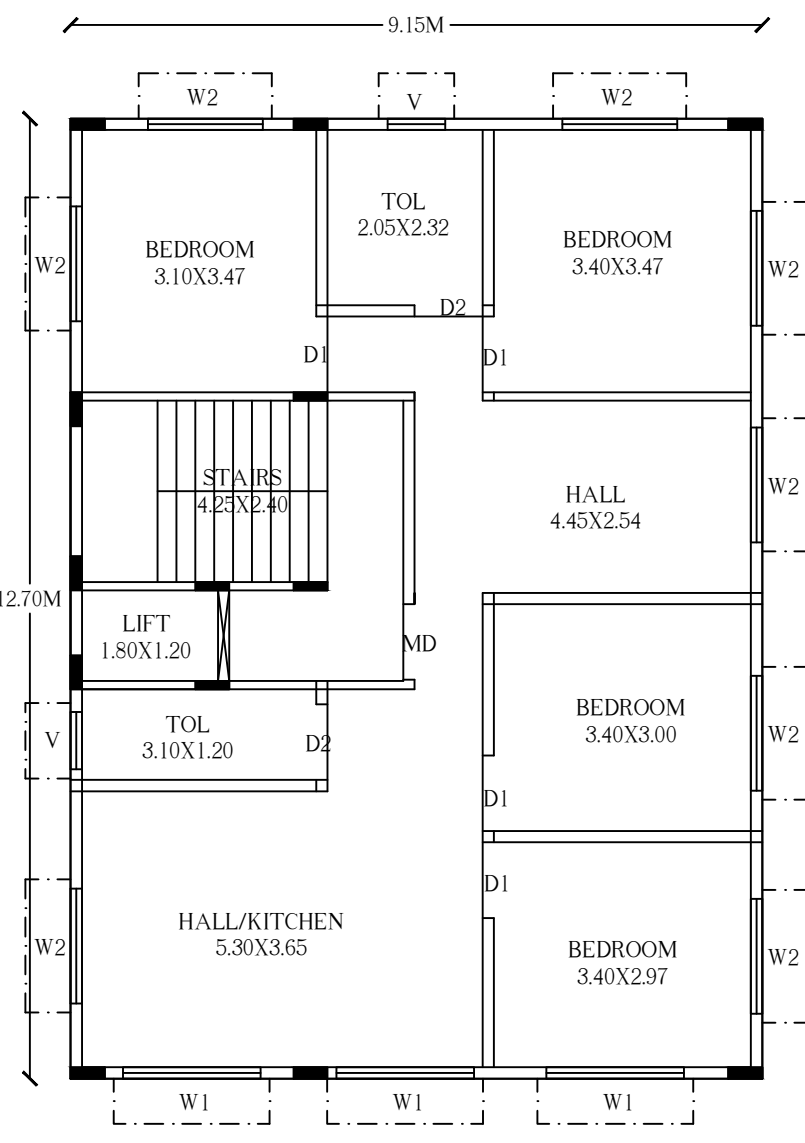 9.15M
W2
V
W2
TOL
2.05X2.32
BEDROOM
3.10X3.47
BEDROOM
3.40X3.47
W2
W2
D2
D1
D1
STAIRS
4.25X2.40
HALL
4.45X2.54
W2
12.70M
LIFT
1.80X1.20
MD
BEDROOM
3.40X3.00
TOL
3.10X1.20
V
D2
W2
D1
D1
HALL/KITCHEN
5.30X3.65
BEDROOM
3.40X2.97
W2
W2
W1
W1
W1